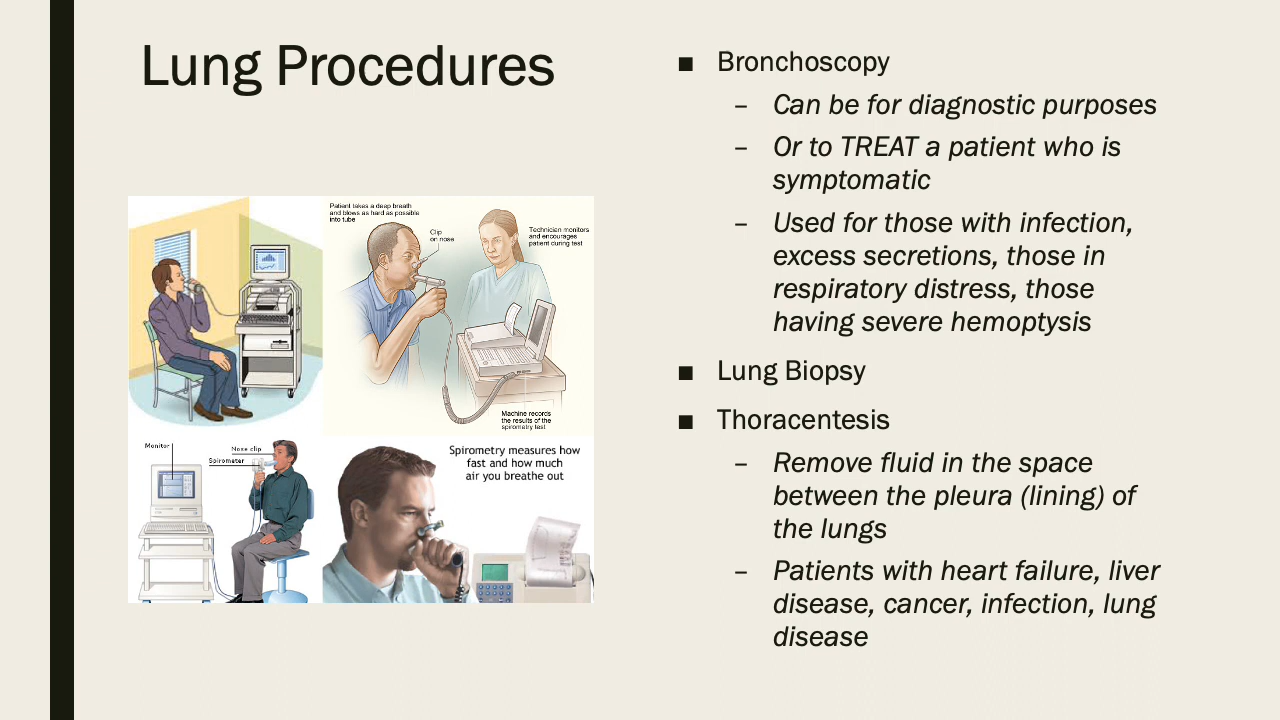 Lung Procedures
Patient takes a deep breath
and blows as hard as possible
into tube
Clip
on nose
Technician monitors
and encourages
patient during test
Machine records
the results of the
spirometry test
Monitor
Nose clip
Spirometer
Spirometry measures how
fast and how much
air you breathe out
■ Bronchoscopy
– Can be for diagnostic purposes
– Or to TREAT a patient who is
symptomatic
– Used for those with infection,
excess secretions, those in
respiratory distress, those
having severe hemoptysis
■ Lung Biopsy
■ Thoracentesis
– Remove fluid in the space
between the pleura (lining) of
the lungs
– Patients with heart failure, liver
disease, cancer, infection, lung
disease